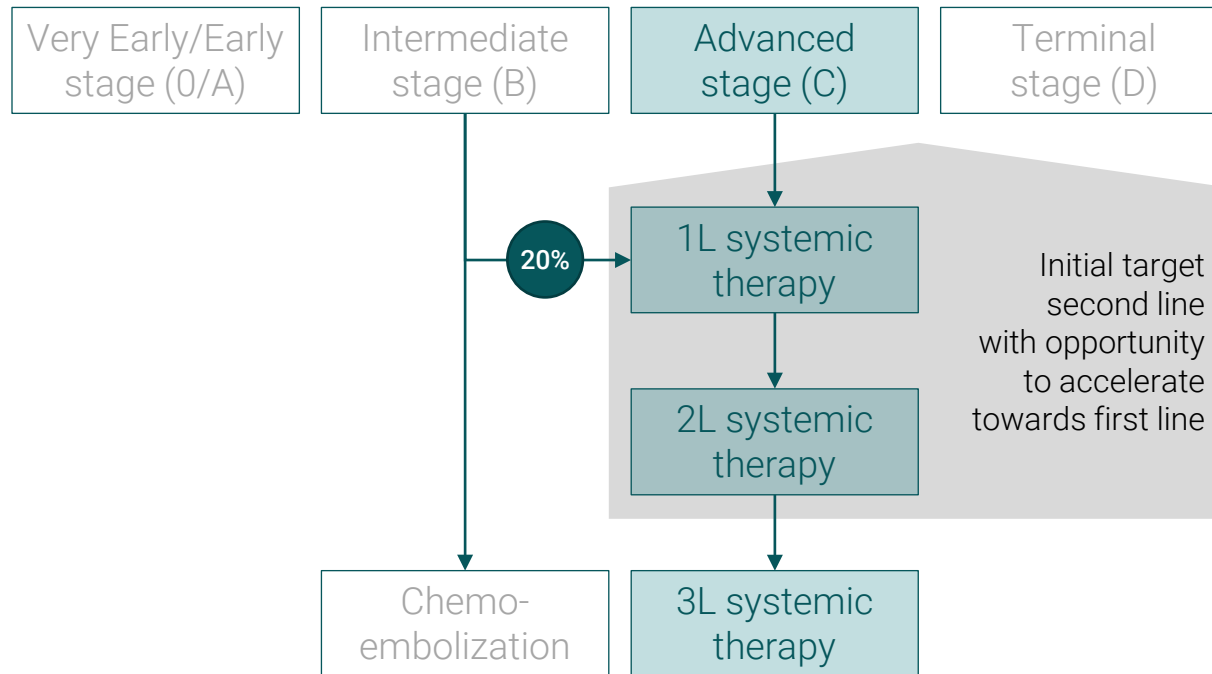 Very Early/Early
stage (0/A)
Intermediate
stage (B)
Advanced
stage (C)
Terminal
stage (D)
20%
1L systemic
therapy
Initial target
second line
with opportunity
to accelerate
towards first line
2L systemic
therapy
Chemo-
embolization
3L systemic
therapy